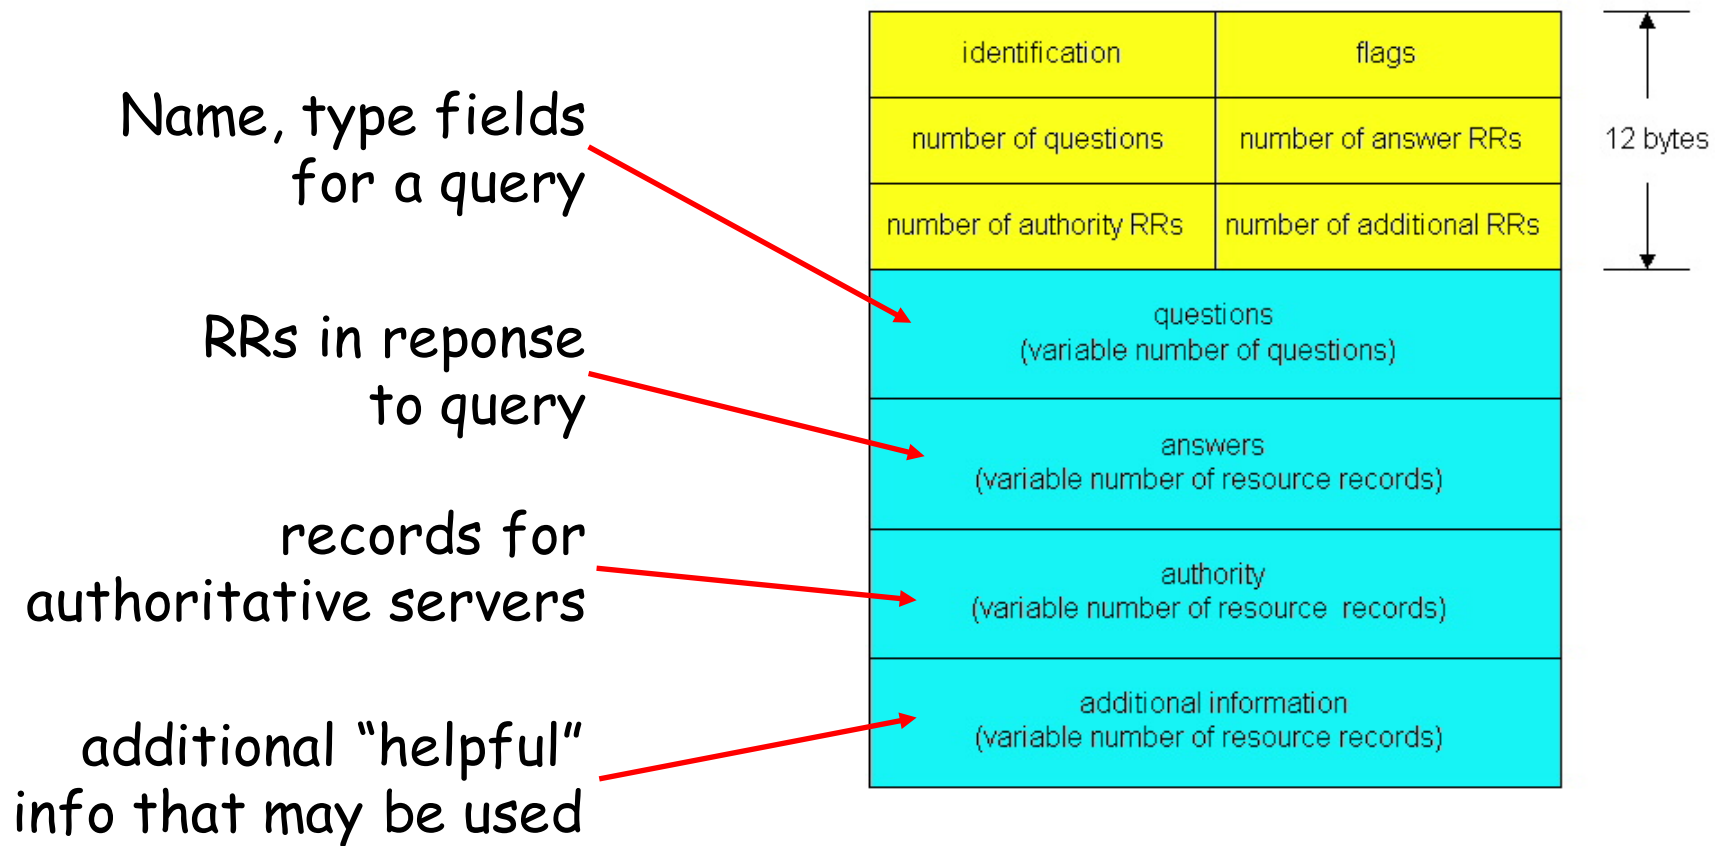 Name, type fields
for a query
RRs in reponse
to query
records for
authoritative servers
additional “helpful”
info that may be used
identification
flags
number of questions
number of answer RRs
number of authority RRs
number of additional RRs
12 bytes
questions
(variable number of questions)
answers
(variable number of resource records)
authority
(variable number of resource records)
additional information
(variable number of resource records)